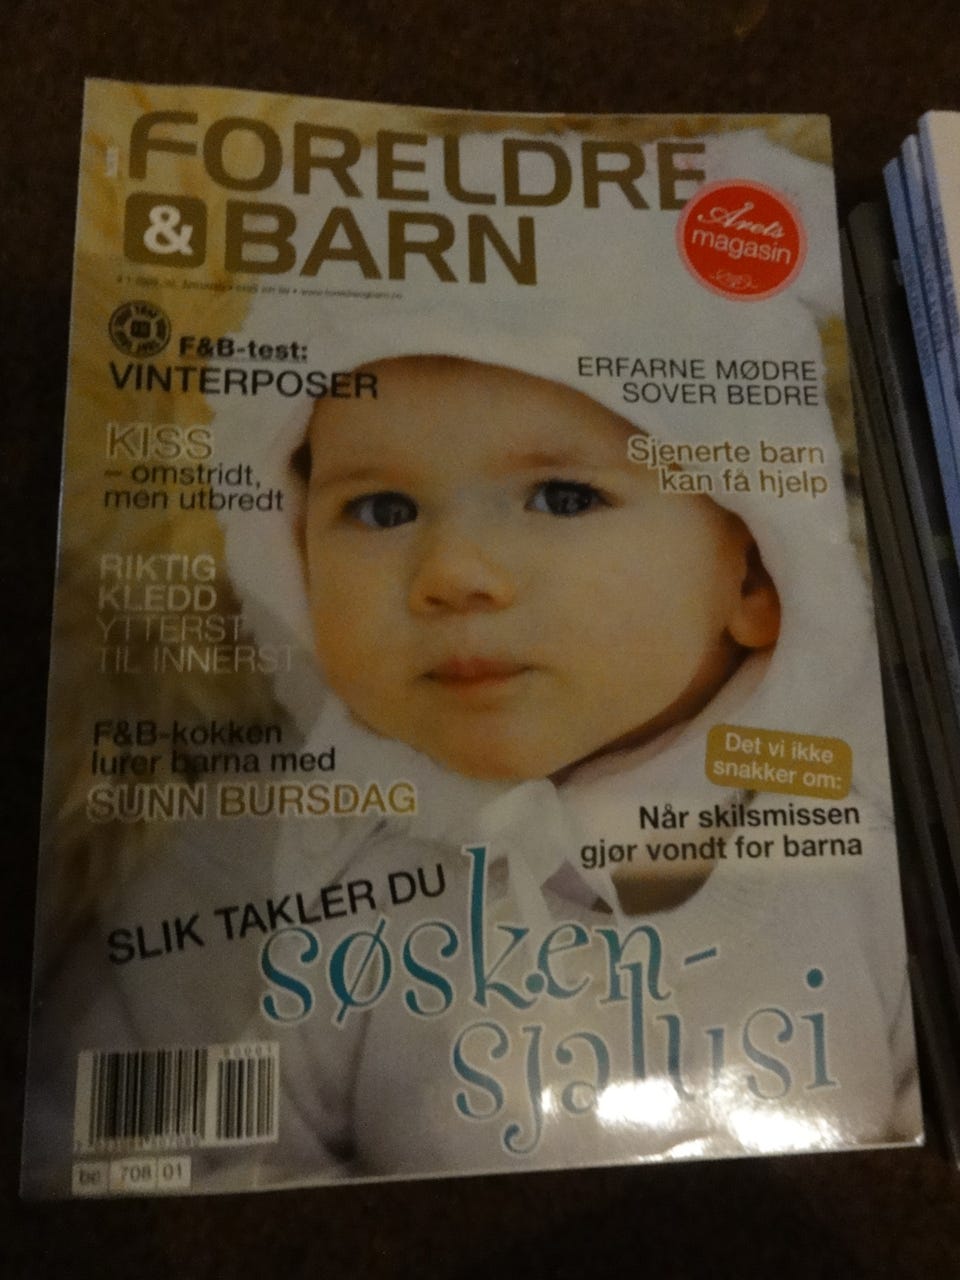 FORELDRE
& BARN
Årets
magasin
F&B-test:
VINTERPOSER
KISS
– omstridt,
men utbredt
RIKTIG
KLEDD
YTTERST
TIL INNERST
F&B-kokken
lurer barna med
SUNN BURSDAG
ERFARNE MØDRE
SOVER BEDRE
Sjenerte barn
kan få hjelp
Det vi ikke
snakker om:
Når skilsmissen
gjør vondt for barna
SLIK TAKLER DU
søsken-
sjalusi
708 01